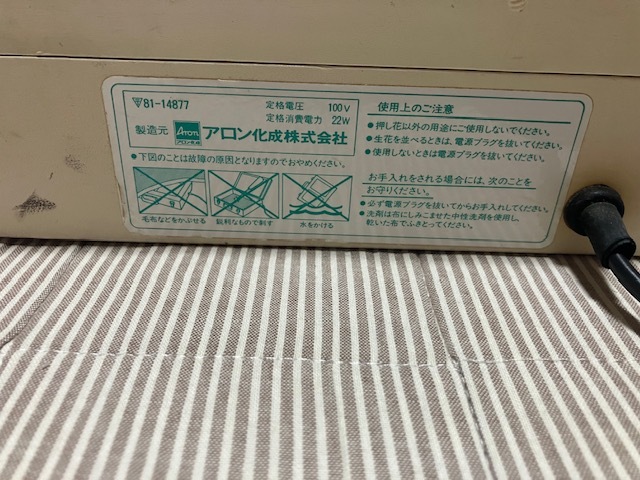 ▽81-14877
定格電圧 100V
定格消費電力 22W
製造元 ATOM アロン化成 アロン化成株式会社
●下図のことは故障の原因となりますのでおやめください。
毛布などをかぶせる 鋭利なもので刺す 水をかける
使用上のご注意
●押し花以外の用途にご使用しないでください。
●生花を並べるときは、電源プラグを抜いてください。
●使用しないときは電源プラグを抜いてください。
お手入れをされる場合には、次のことを
お守りください。
●必ず電源プラグを抜いてからお手入れしてください。
●洗剤は布にしみこませた中性洗剤を使用し、
乾いた布でふきとってください。